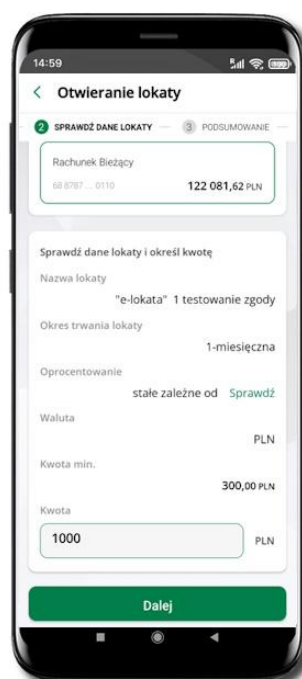 14:59
Otwieranie lokaty
2 SPRAWDŹ DANE LOKATY 3 PODSUMOWANIE
Rachunek Bieżący
68 8787 ... 0110 122 081,62 PLN
Sprawdź dane lokaty i określ kwotę
Nazwa lokaty
"e-lokata" 1 testowanie zgody
Okres trwania lokaty
1-miesięczna
Oprocentowanie
stałe zależne od Sprawdź
Waluta
PLN
Kwota min.
300,00 PLN
Kwota
1000 PLN
Dalej